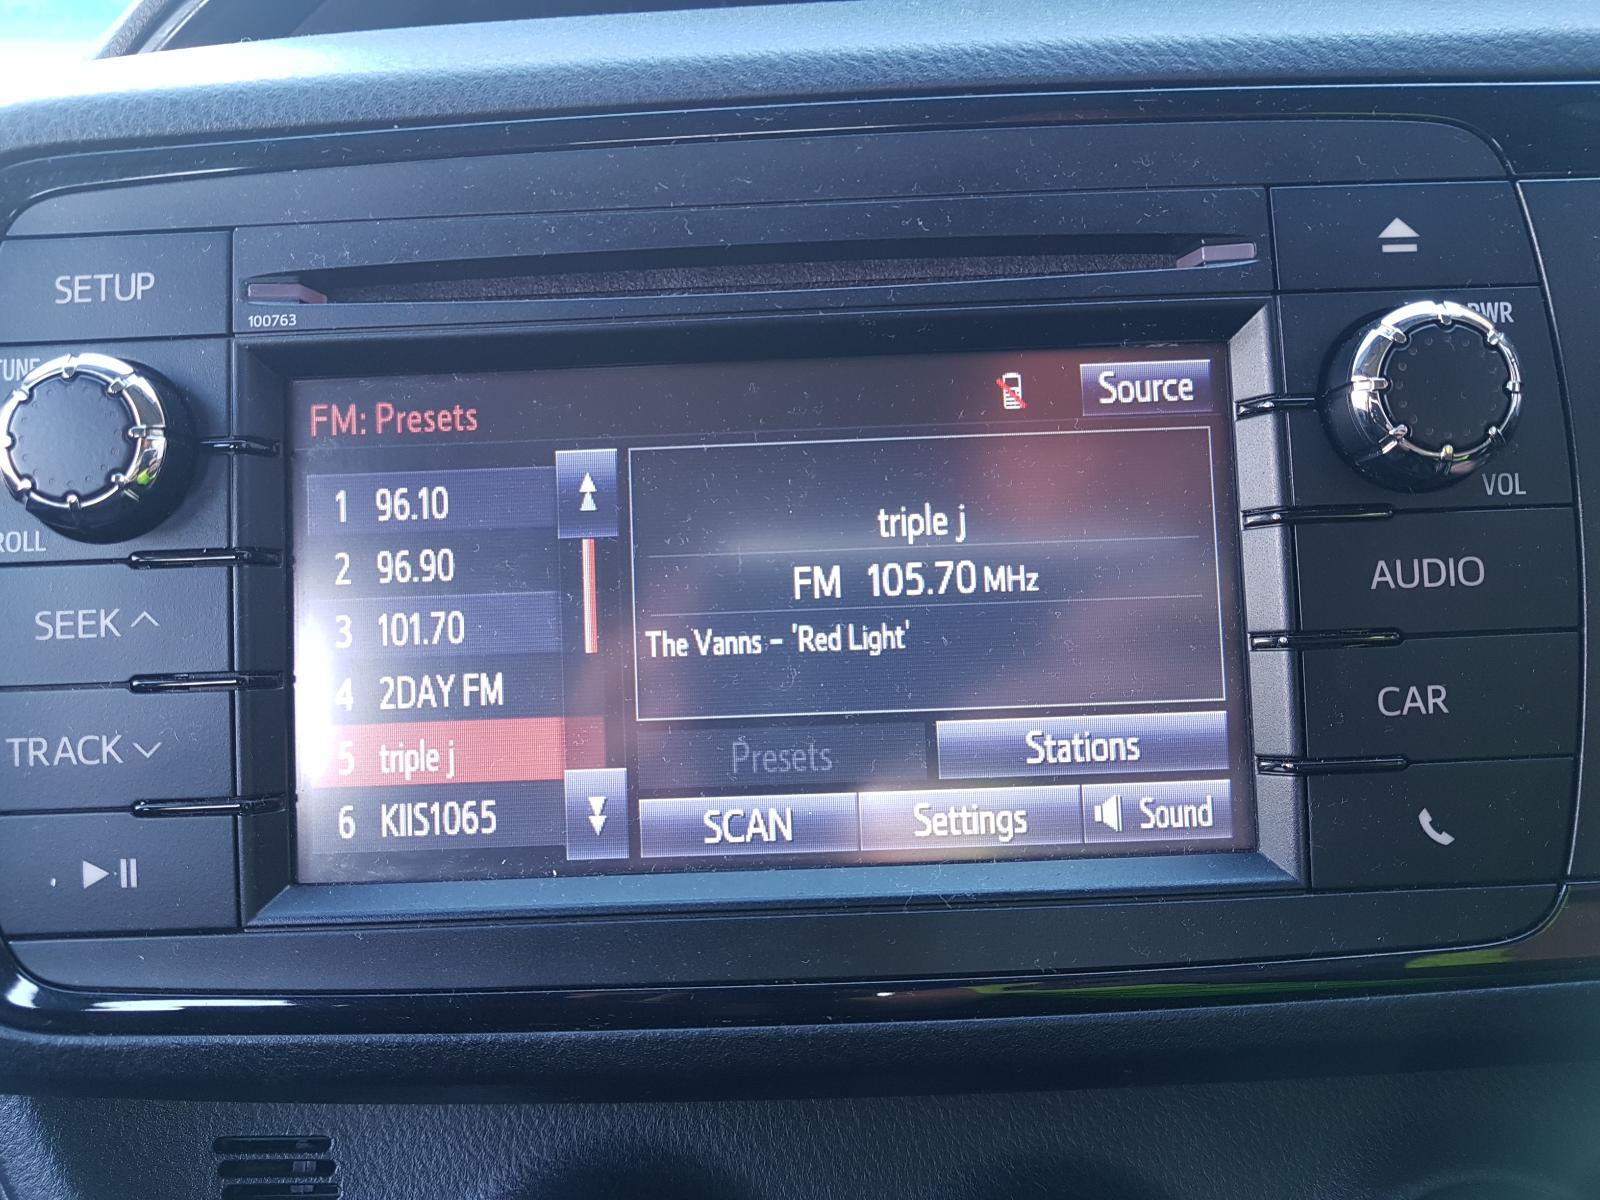 SETUP
100763
TUNE
PWR
FM: Presets
Source
1 96.10
2 96.90
3 101.70
4 2DAY FM
5 triple j
6 KIIS1065
triple j
FM 105.70 MHz
The Vanns - 'Red Light'
Presets
Stations
SCAN
Settings
Sound
ROLL
SEEK
TRACK
VOL
AUDIO
CAR